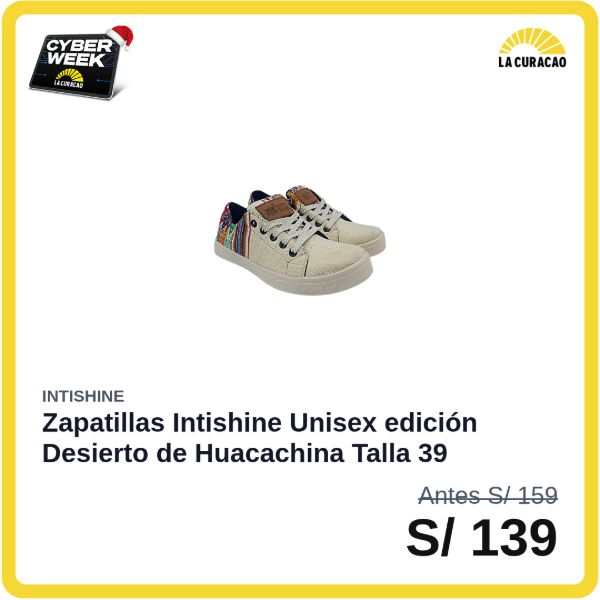 CYBER
WEEK
LA CURACAO
LA CURACAO
INTISHINE
Zapatillas Intishine Unisex edición
Desierto de Huacachina Talla 39
Antes S/ 159
S/ 139